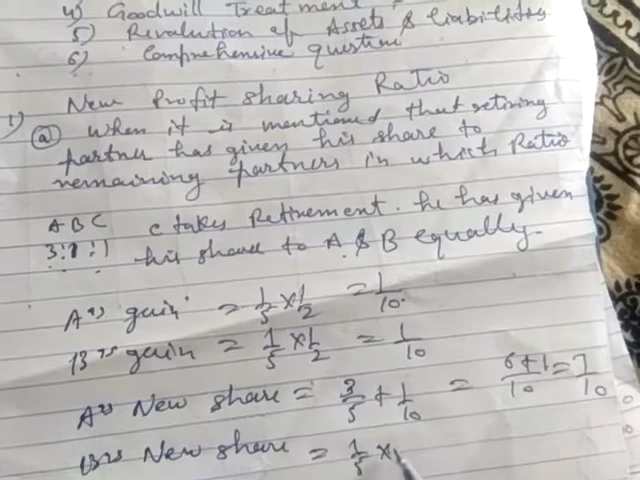 4) Goodwill Treatment
5) Revaluation of Assets & liabilities
6) Comprehensive question
1) New Profit sharing Ratio
(a) When it is mentioned that retiring
partner has given his share to
remaining partners in which Ratio
A B C C takes Retirement. he has given
3:1:1 his share to A & B equally.
A's gain = 1/5 × 1/2 = 1/10
B's gain = 1/5 × 1/2 = 1/10
A's New share = 3/5 + 1/10 = 6+1/10 = 7/10
B's New share = 1/5 ×